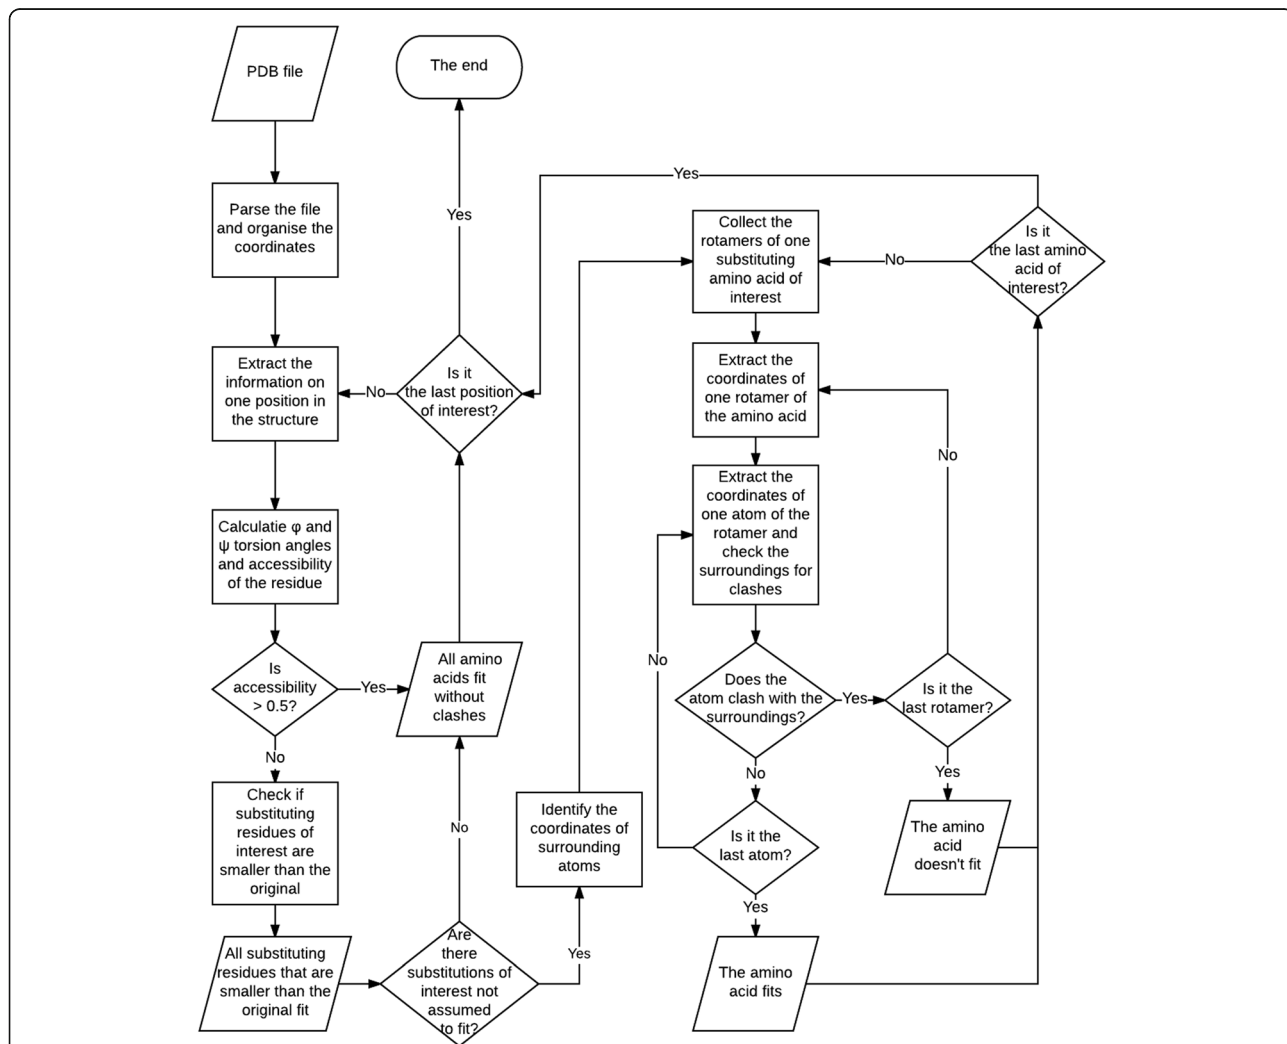 PDB file
The end
Parse the file
and organise the
coordinates
Yes
Yes
Collect the
rotamers of one
substituting
amino acid of
interest
No
Is it
the last amino
acid of
interest?
Extract the
information on
one position in
the structure
No
Is it
the last position
of interest?
Extract the
coordinates of
one rotamer of
the amino acid
No
Extract the
coordinates of
one atom of the
rotamer and
check the
surroundings for
clashes
Calculatie φ and
ψ torsion angles
and accessibility
of the residue
Is
accessibility
> 0.5?
Yes
All amino
acids fit
without
clashes
No
Does the
atom clash with the
surroundings?
Yes
Is it the
last rotamer?
No
No
Yes
Check if
substituting
residues of
interest are
smaller than the
original
No
Identify the
coordinates of
surrounding
atoms
Is it the
last atom?
The amino
acid
doesn't fit
Yes
All substituting
residues that are
smaller than the
original fit
Are
there
substitutions of
interest not
assumed
to fit?
Yes
The amino
acid fits